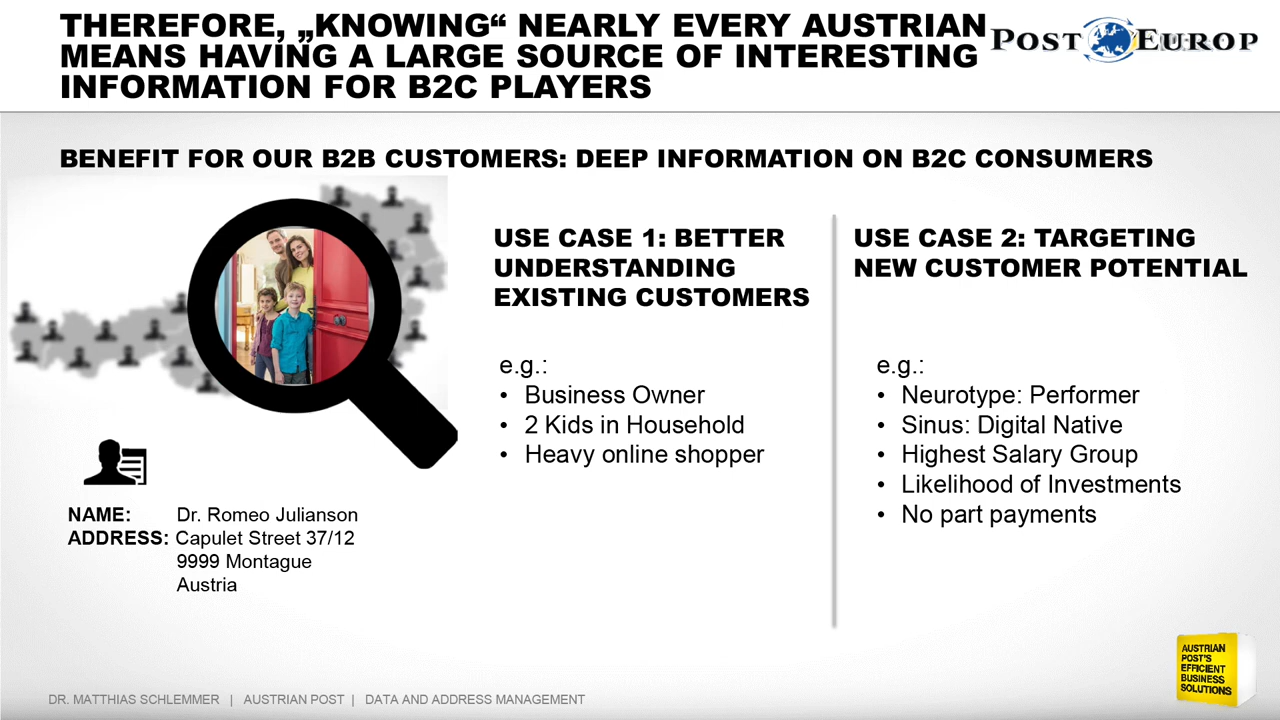 THEREFORE, „KNOWING“ NEARLY EVERY AUSTRIAN
MEANS HAVING A LARGE SOURCE OF INTERESTING
INFORMATION FOR B2C PLAYERS
POST EUROP
BENEFIT FOR OUR B2B CUSTOMERS: DEEP INFORMATION ON B2C CONSUMERS
USE CASE 1: BETTER
UNDERSTANDING
EXISTING CUSTOMERS
e.g.:
• Business Owner
• 2 Kids in Household
• Heavy online shopper
USE CASE 2: TARGETING
NEW CUSTOMER POTENTIAL
e.g.:
• Neurotype: Performer
• Sinus: Digital Native
• Highest Salary Group
• Likelihood of Investments
• No part payments
NAME: Dr. Romeo Julianson
ADDRESS: Capulet Street 37/12
9999 Montague
Austria
AUSTRIAN
POST'S
EFFICIENT
BUSINESS
SOLUTIONS
DR. MATTHIAS SCHLEMMER | AUSTRIAN POST | DATA AND ADDRESS MANAGEMENT